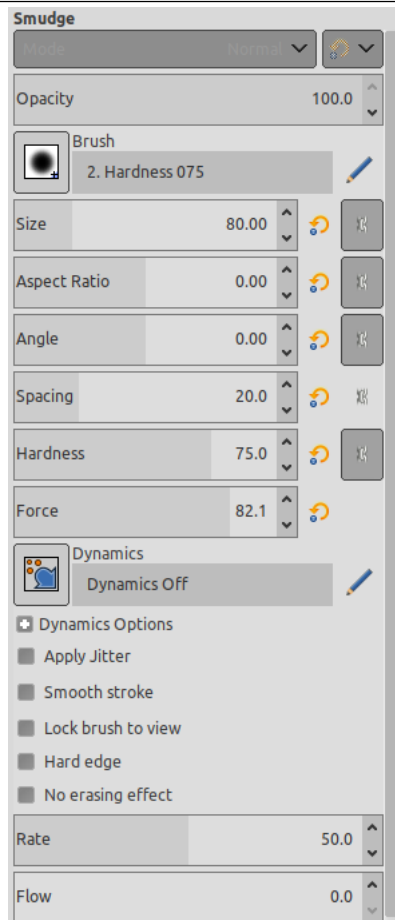 Smudge
Mode Normal
Opacity 100.0
Brush
2. Hardness 075
Size 80.00
Aspect Ratio 0.00
Angle 0.00
Spacing 20.0
Hardness 75.0
Force 82.1
Dynamics
Dynamics Off
Dynamics Options
Apply Jitter
Smooth stroke
Lock brush to view
Hard edge
No erasing effect
Rate 50.0
Flow 0.0